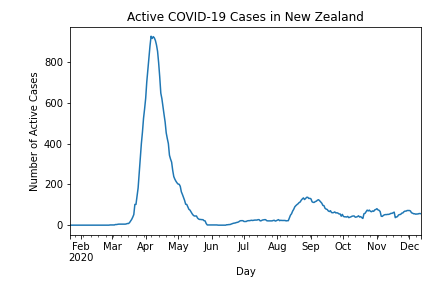 Active COVID-19 Cases in New Zealand
Number of Active Cases
800
600
400
200
0
Feb Mar Apr May Jun Jul Aug Sep Oct Nov Dec
2020
Day